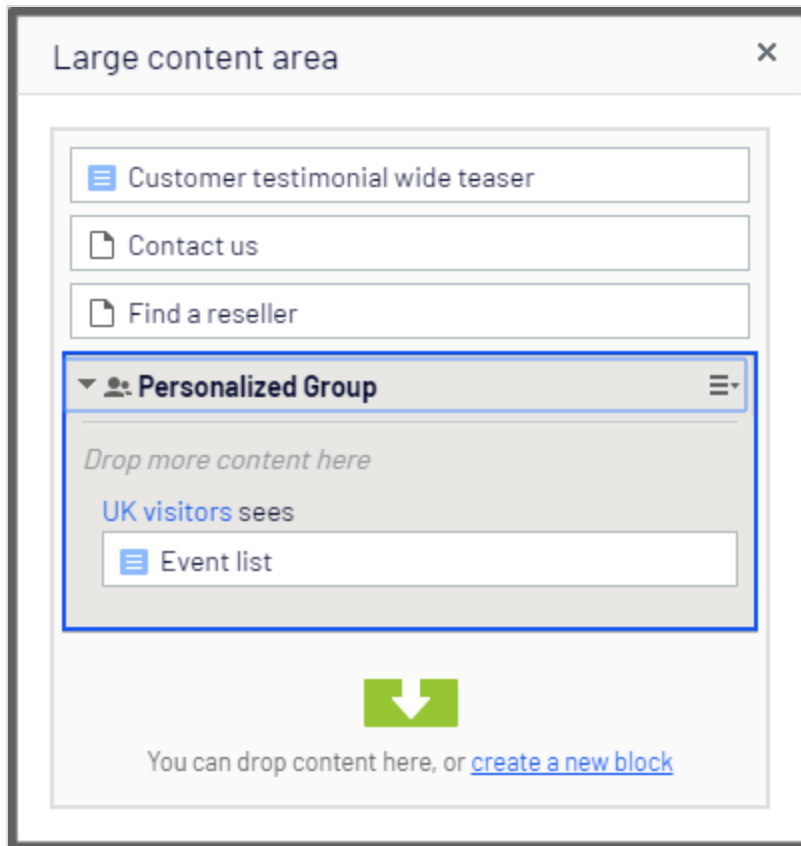 Large content area
Customer testimonial wide teaser
Contact us
Find a reseller
Personalized Group
Drop more content here
UK visitors sees
Event list
You can drop content here, or create a new block